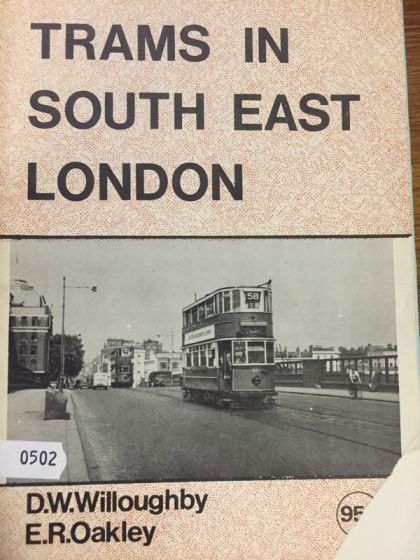 TRAMS IN
SOUTH EAST
LONDON
58
0502
D.W.Willoughby
E.R.Oakley
95